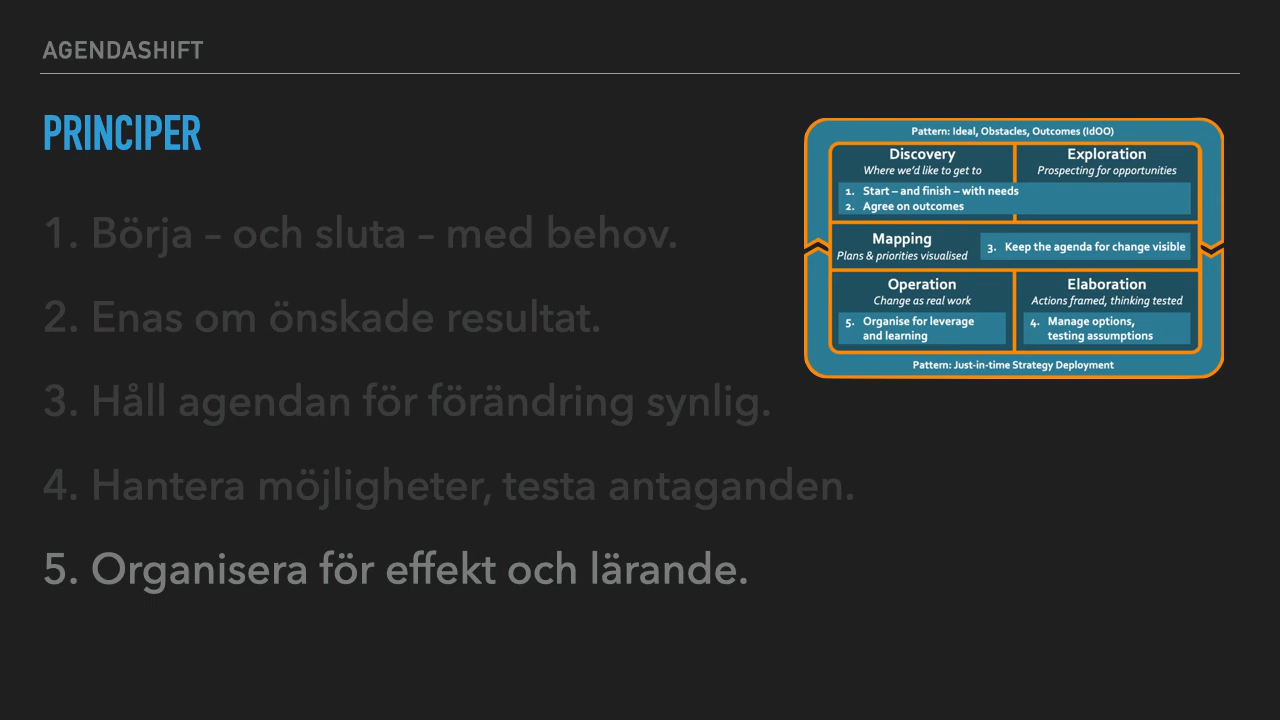 AGENDASHIFT
PRINCIPER
1. Börja – och sluta – med behov.
2. Enas om önskade resultat.
3. Håll agendan för förändring synlig.
4. Hantera möjligheter, testa antaganden.
5. Organisera för effekt och lärande.
Pattern: Ideal, Obstacles, Outcomes (IdOO)
Discovery
Where we'd like to get to
Exploration
Prospecting for opportunities
1. Start – and finish – with needs
2. Agree on outcomes
Mapping
Plans & priorities visualised
3. Keep the agenda for change visible
Operation
Change as real work
5. Organise for leverage
and learning
Elaboration
Actions framed, thinking tested
4. Manage options,
testing assumptions
Pattern: Just-in-time Strategy Deployment